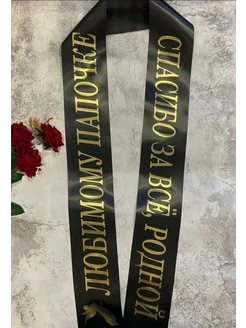 ЛЮБИМОМУ ПАПОЧКЕ
СПАСИБО ЗА ВСЁ, РОДНОЙ